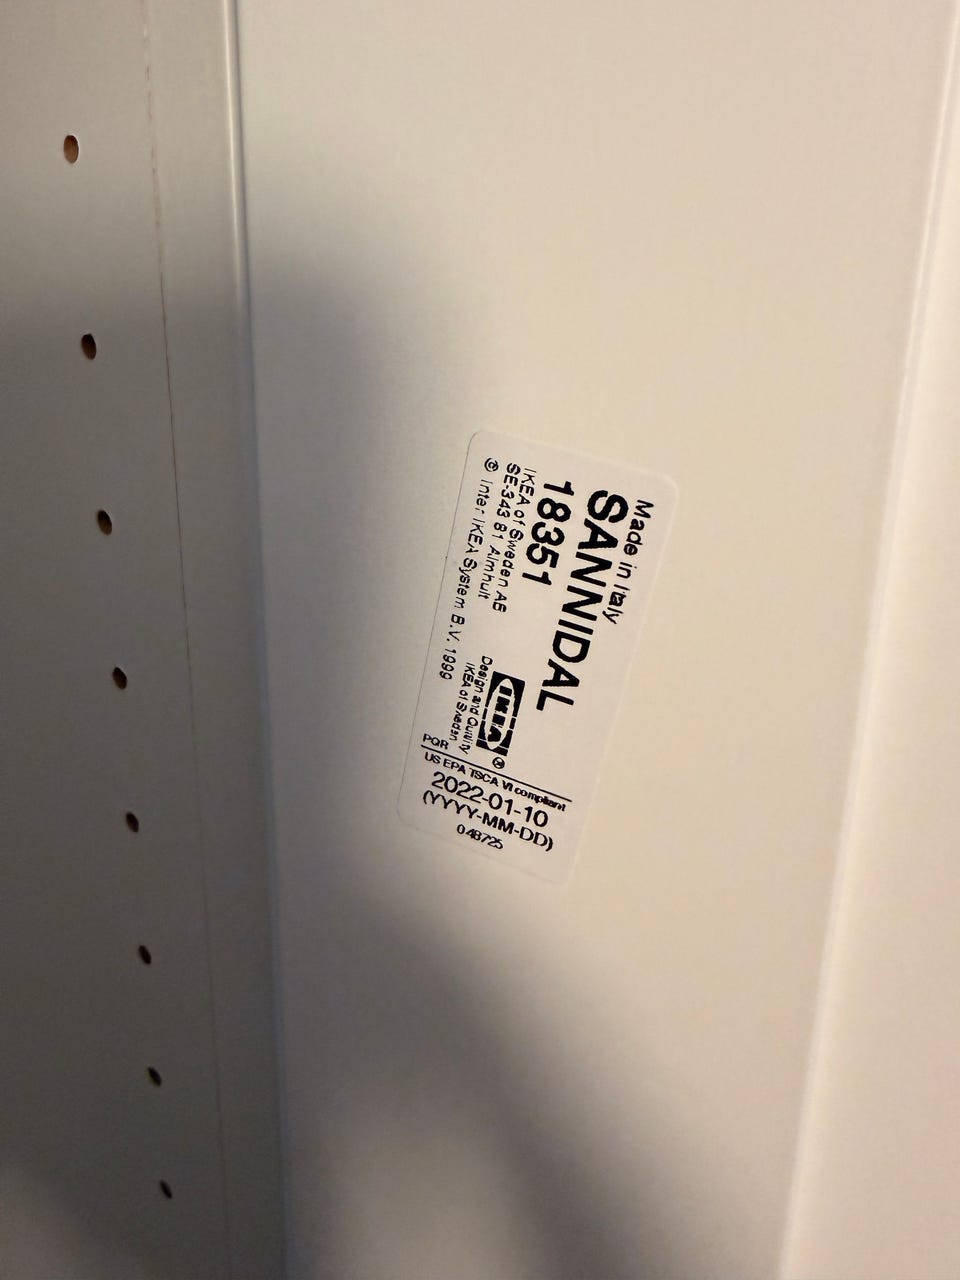 Made in Italy
SANNIDAL
18351
IKEA of Sweden AB
SE-343 81 Älmhult
© Inter IKEA System B.V. 1999
IKEA ®
Design and Quality
IKEA of Sweden
PQR
US EPA TSCA VI compliant
2022-01-10
(YYYY-MM-DD)
048725